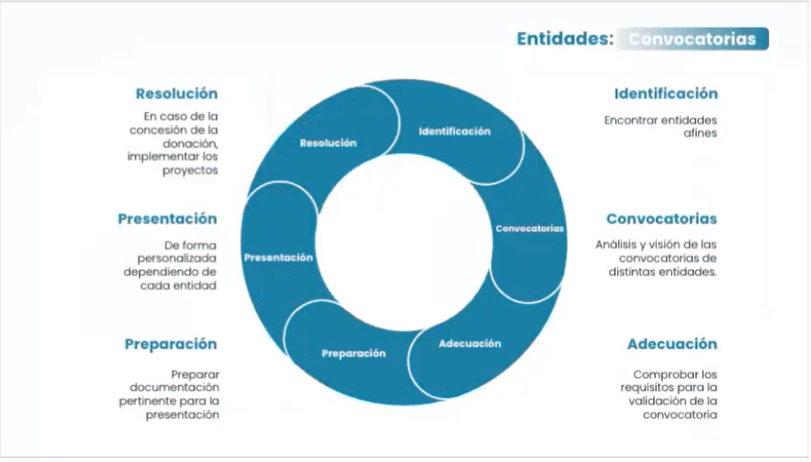 Entidades: Convocatorias
Resolución
En caso de la
concesión de la
donación,
implementar los
proyectos
Presentación
De forma
personalizada
dependiendo de
cada entidad
Preparación
Preparar
documentación
pertinente para la
presentación
Identificación
Convocatorias
Adecuación
Preparación
Presentación
Resolución
Identificación
Encontrar entidades
afines
Convocatorias
Análisis y visión de las
convocatorias de
distintas entidades.
Adecuación
Comprobar los
requisitos para la
validación de la
convocatoria